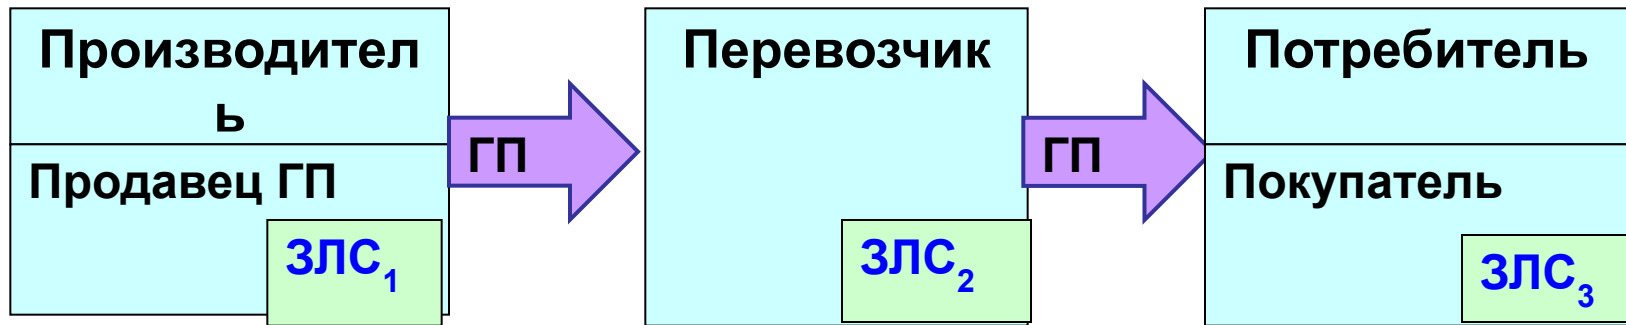 Производител
ь
Продавец ГП
ЗЛС₁
ГП
Перевозчик
ЗЛС₂
ГП
Потребитель
Покупатель
ЗЛС₃